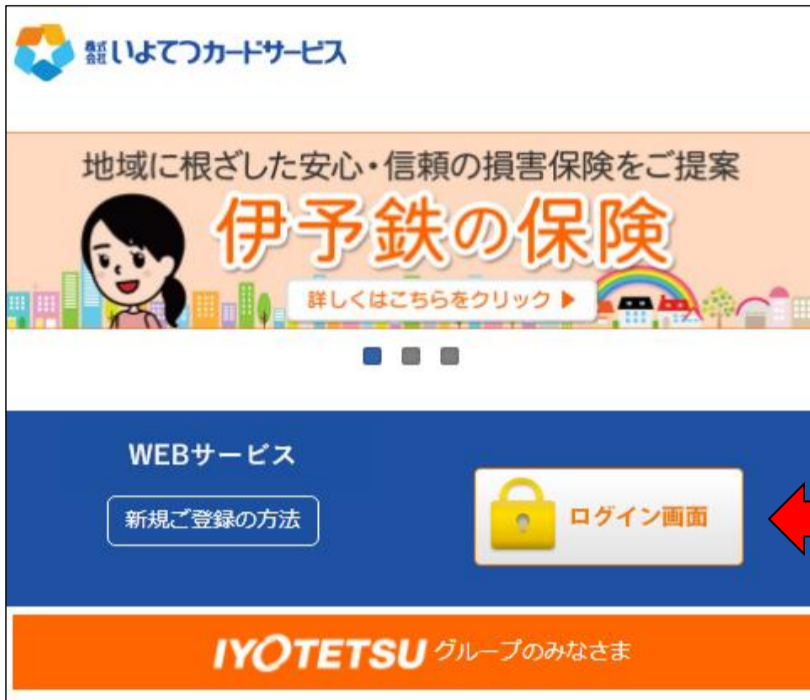 株式会社いよてつカードサービス
地域に根ざした安心・信頼の損害保険をご提案
伊予鉄の保険
詳しくはこちらをクリック ▶
WEBサービス
新規ご登録の方法
ログイン画面
IYOTETSU グループのみなさま